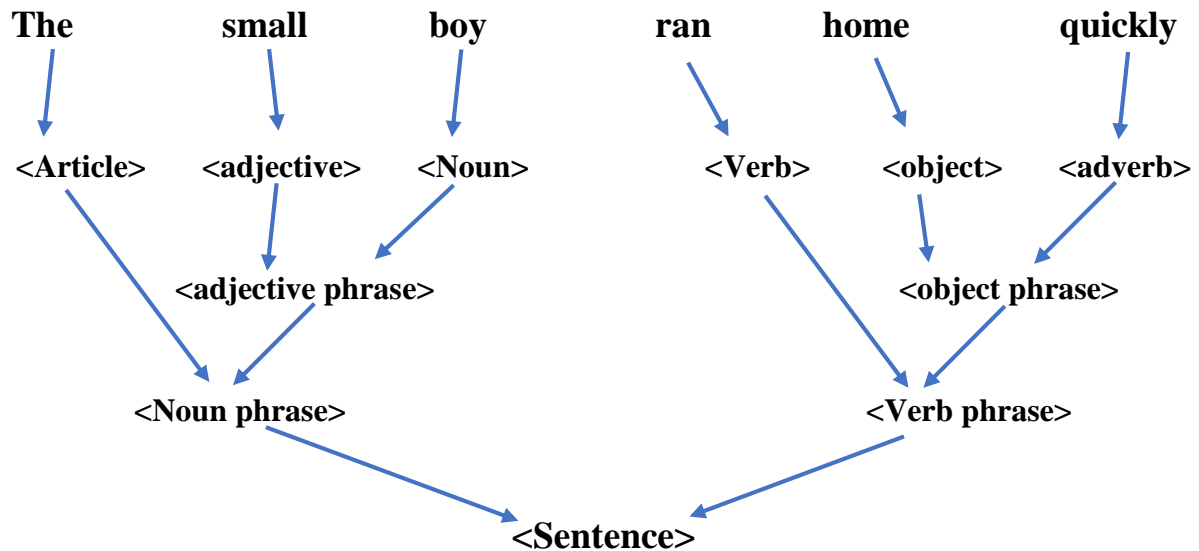 The small boy ran home quickly
<Article> <adjective> <Noun> <Verb> <object> <adverb>
<adjective phrase> <object phrase>
<Noun phrase> <Verb phrase>
<Sentence>